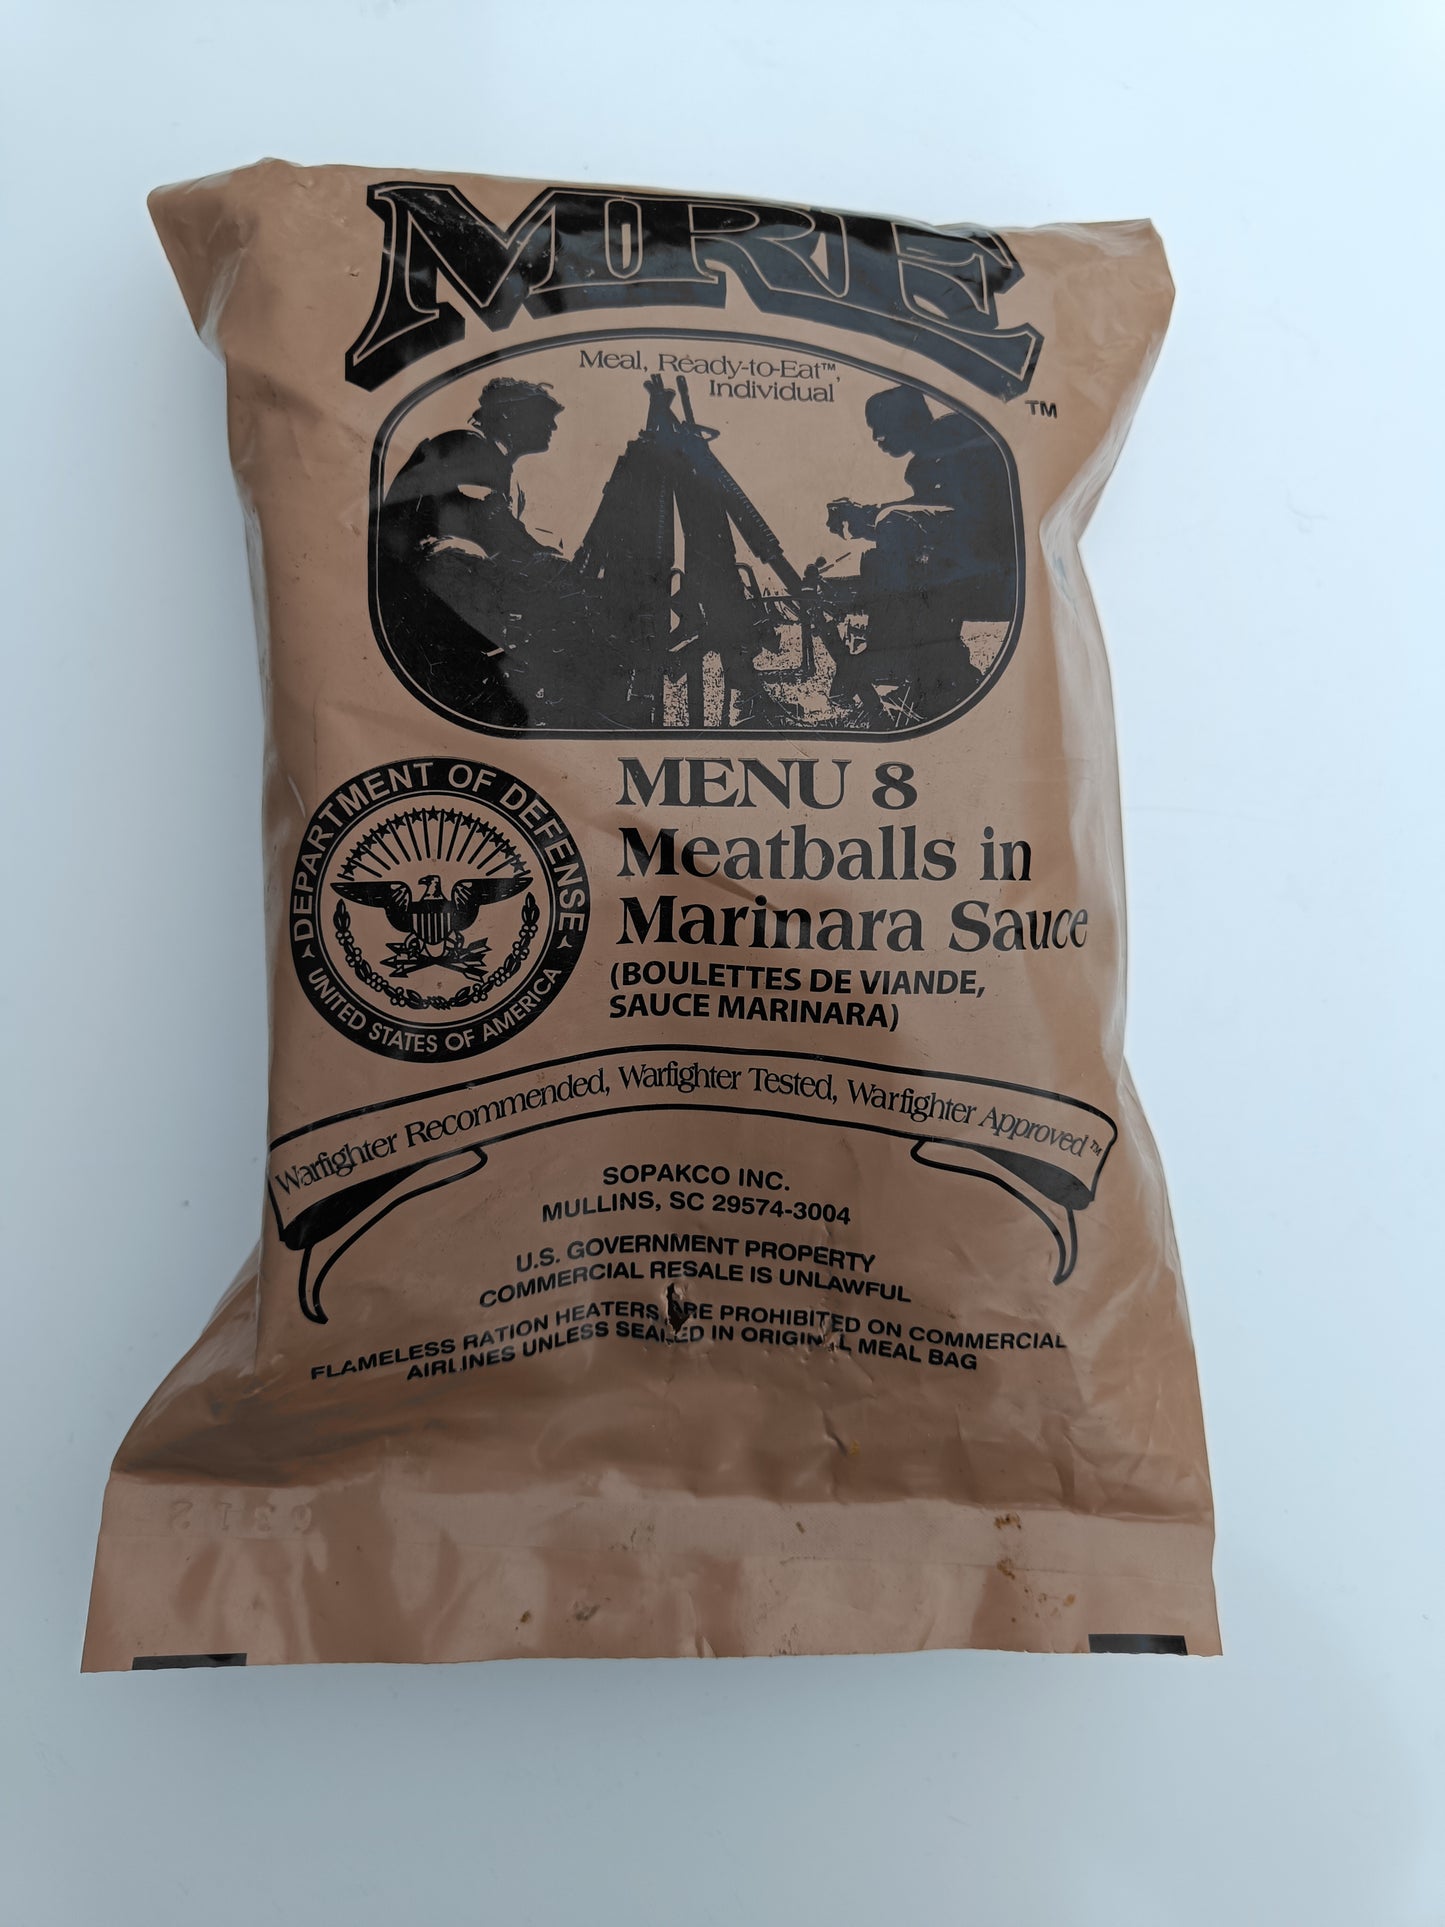 MRE
TM
Meal, Ready-to-Eat™,
Individual
MENU 8
Meatballs in
Marinara Sauce
(BOULETTES DE VIANDE,
SAUCE MARINARA)
DEPARTMENT OF DEFENSE
UNITED STATES OF AMERICA
Warfighter Recommended, Warfighter Tested, Warfighter Approved™
SOPAKCO INC.
MULLINS, SC 29574-3004
U.S. GOVERNMENT PROPERTY
COMMERCIAL RESALE IS UNLAWFUL
FLAMELESS RATION HEATERS ARE PROHIBITED ON COMMERCIAL
AIRLINES UNLESS SEALED IN ORIGINAL MEAL BAG